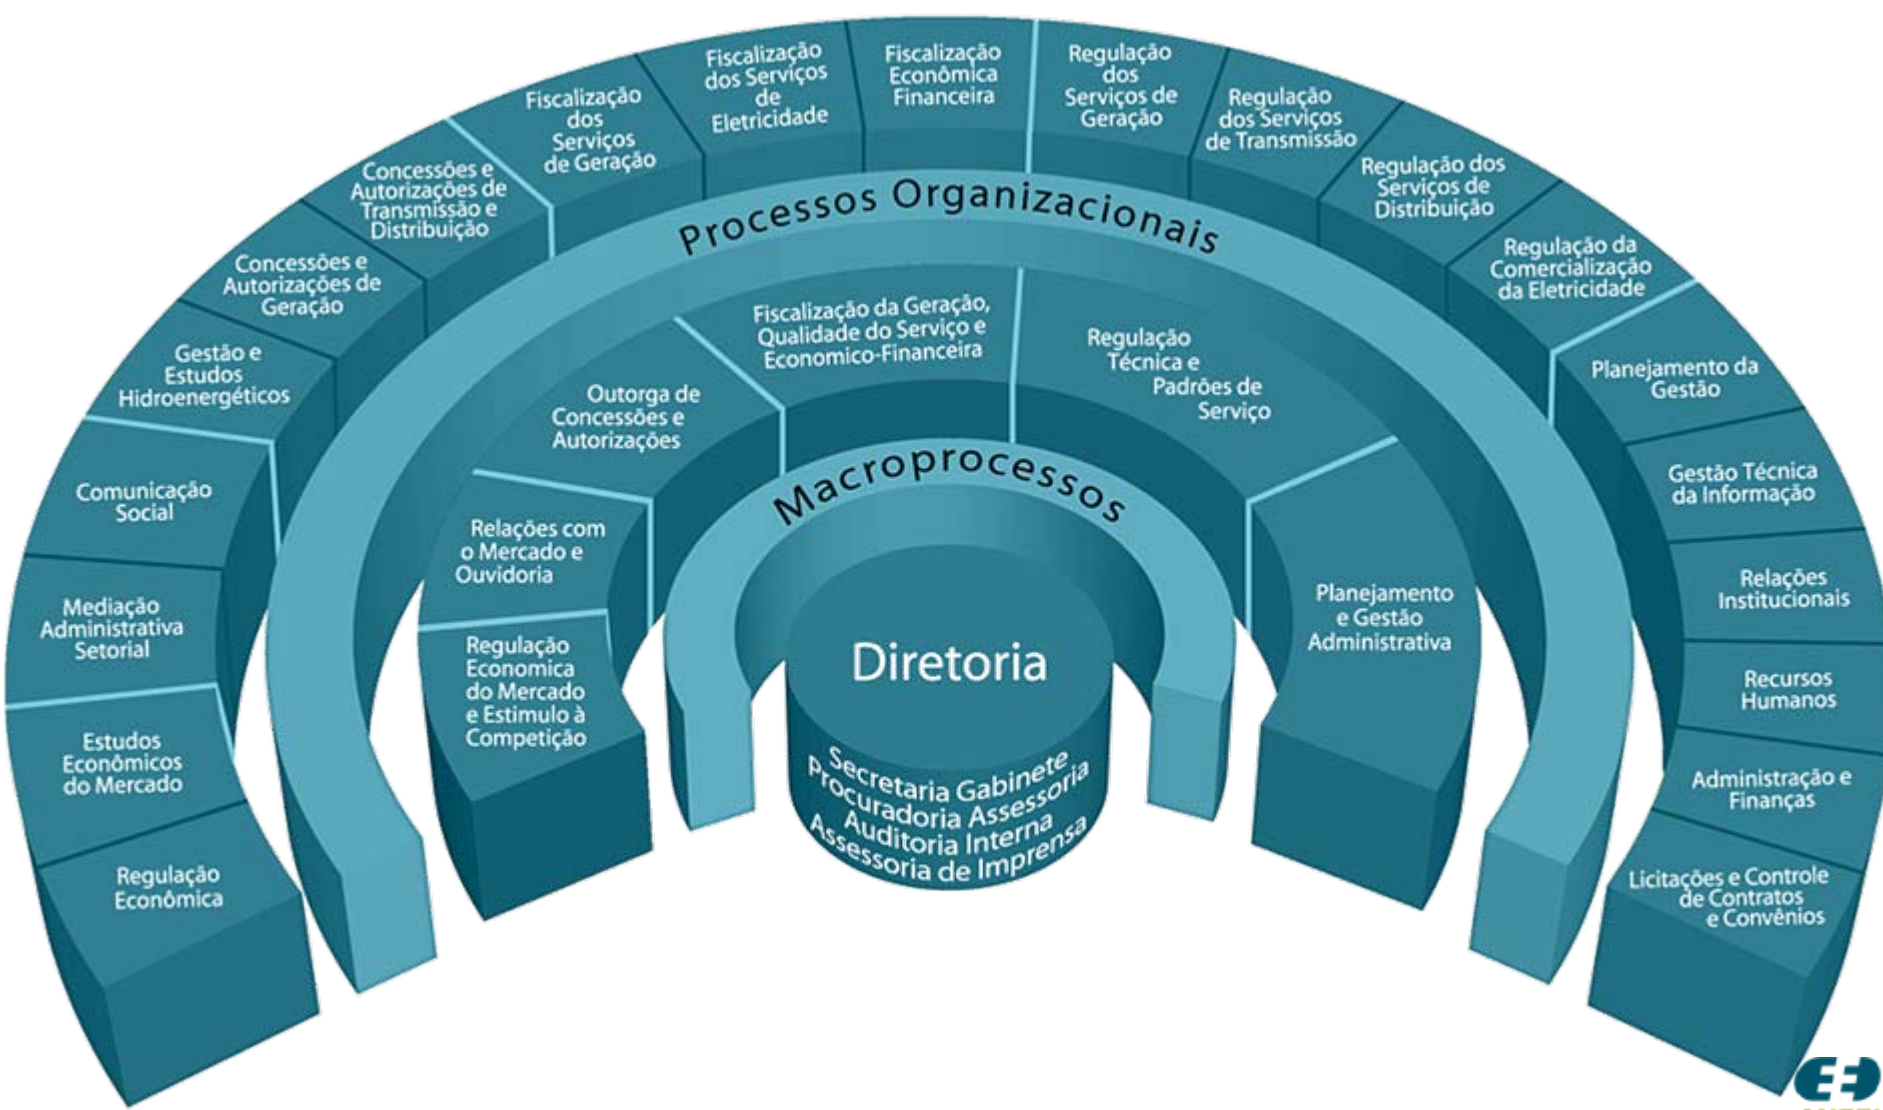 Fiscalização
dos
Serviços
de Geração
Fiscalização
dos Serviços
de
Eletricidade
Fiscalização
Econômica
Financeira
Regulação
dos
Serviços de
Geração
Regulação
dos Serviços
de Transmissão
Regulação dos
Serviços de
Distribuição
Regulação da
Comercialização
da Eletricidade
Concessões e
Autorizações de
Transmissão e
Distribuição
Concessões e
Autorizações de
Geração
Gestão e
Estudos
Hidroenergéticos
Comunicação
Social
Mediação
Administrativa
Setorial
Estudos
Econômicos
do Mercado
Regulação
Econômica
Planejamento da
Gestão
Gestão Técnica
da Informação
Relações
Institucionais
Recursos
Humanos
Administração e
Finanças
Licitações e Controle
de Contratos
e Convênios
Processos Organizacionais
Fiscalização da Geração,
Qualidade do Serviço e
Economico-Financeira
Regulação
Técnica e
Padrões de
Serviço
Outorga de
Concessões e
Autorizações
Relações com
o Mercado e
Ouvidoria
Regulação
Economica
do Mercado
e Estimulo à
Competição
Planejamento
e Gestão
Administrativa
Macroprocessos
Diretoria
Secretaria Gabinete
Procuradoria Assessoria
Auditoria Interna
Assessoria de Imprensa